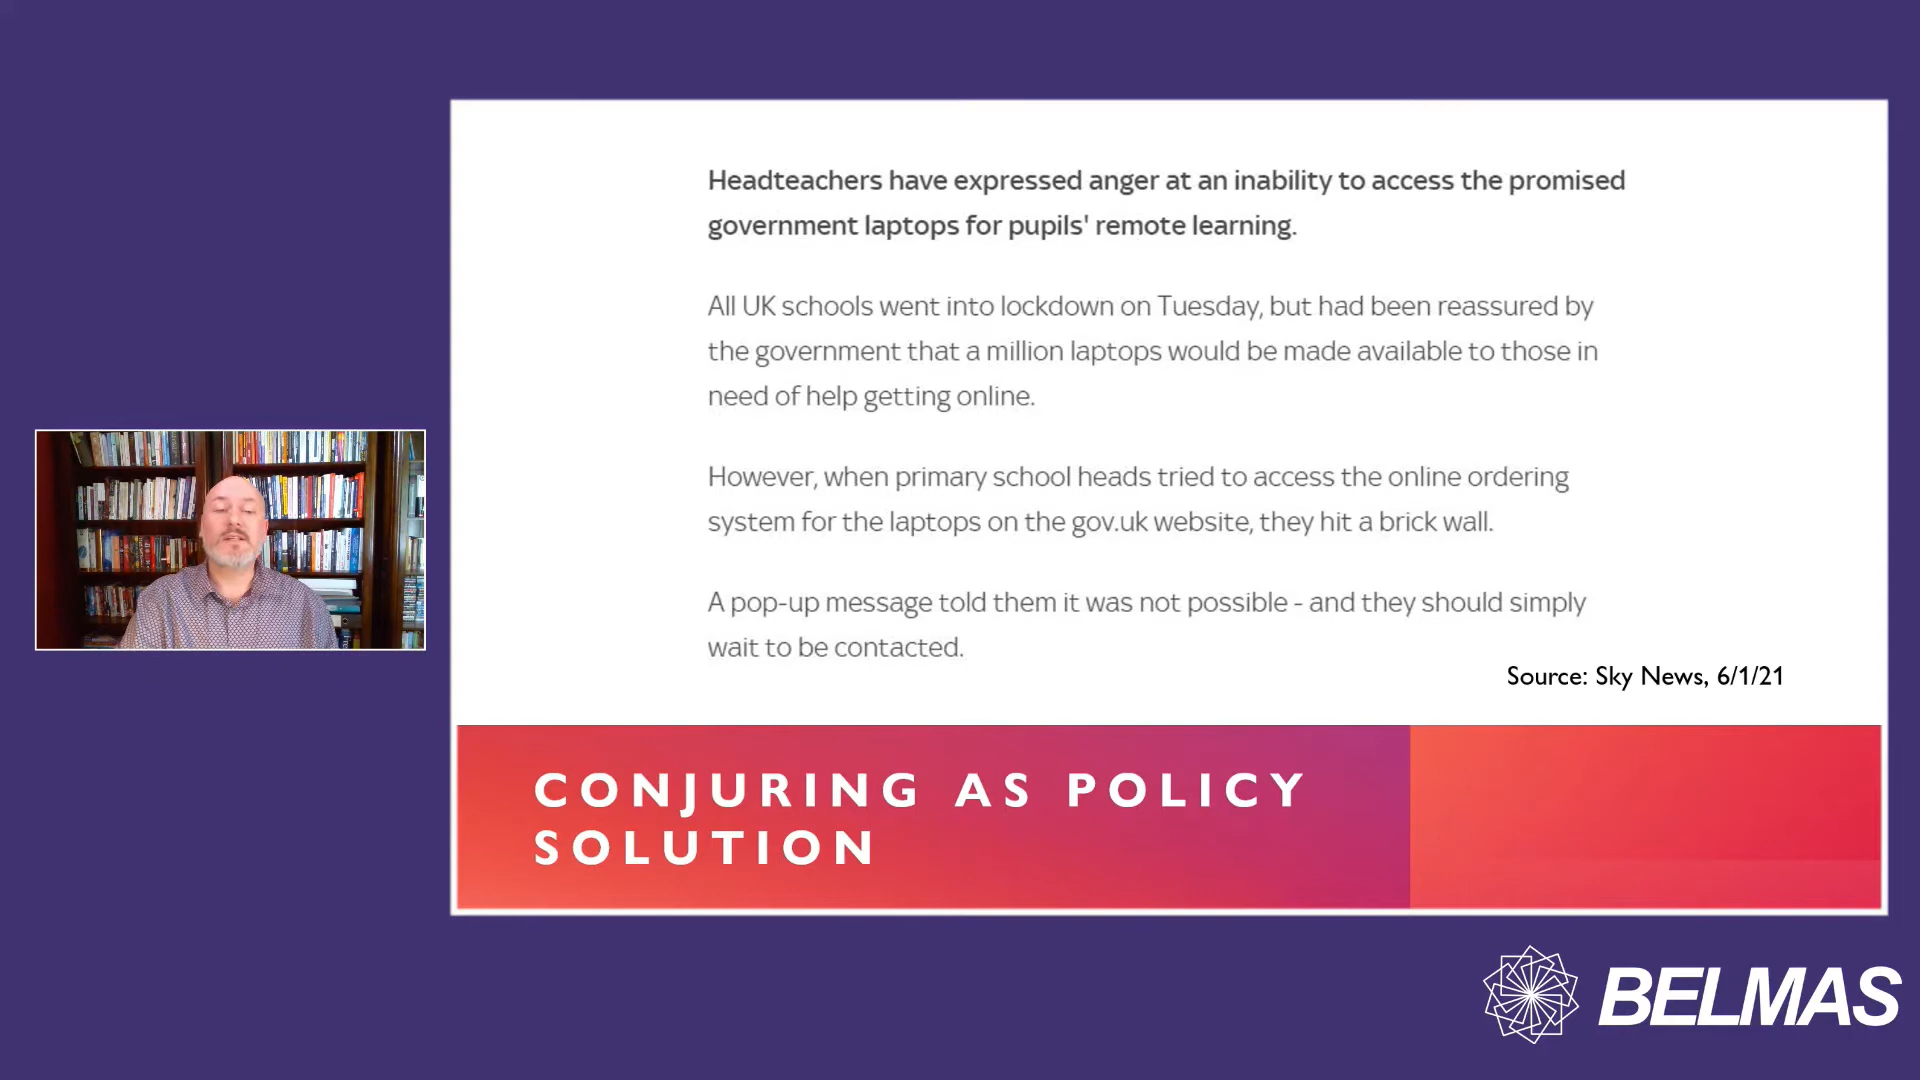 Headteachers have expressed anger at an inability to access the promised
government laptops for pupils' remote learning.
All UK schools went into lockdown on Tuesday, but had been reassured by
the government that a million laptops would be made available to those in
need of help getting online.
However, when primary school heads tried to access the online ordering
system for the laptops on the gov.uk website, they hit a brick wall.
A pop-up message told them it was not possible - and they should simply
wait to be contacted.
Source: Sky News, 6/1/21
CONJURING AS POLICY
SOLUTION
BELMAS